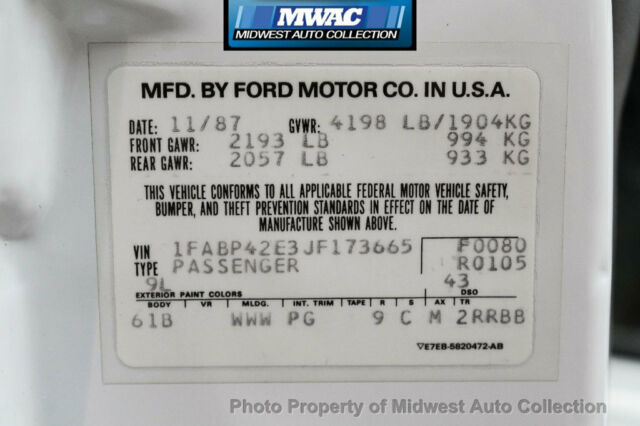 MWAC
MIDWEST AUTO COLLECTION
MFD. BY FORD MOTOR CO. IN U.S.A.
DATE: 11/87 GVWR: 4198 LB/1904KG
FRONT GAWR: 2193 LB 994 KG
REAR GAWR: 2057 LB 933 KG
THIS VEHICLE CONFORMS TO ALL APPLICABLE FEDERAL MOTOR VEHICLE SAFETY,
BUMPER, AND THEFT PREVENTION STANDARDS IN EFFECT ON THE DATE OF
MANUFACTURE SHOWN ABOVE.
VIN 1FABP42E3JF173665 F0080
TYPE PASSENGER R0105
9L 43
EXTERIOR PAINT COLORS DSO
BODY VR MLDG. INT. TRIM TAPE R S AX TR
61B WWW PG 9 C M 2RRBB
E7EB-5820472-AB
Photo Property of Midwest Auto Collection